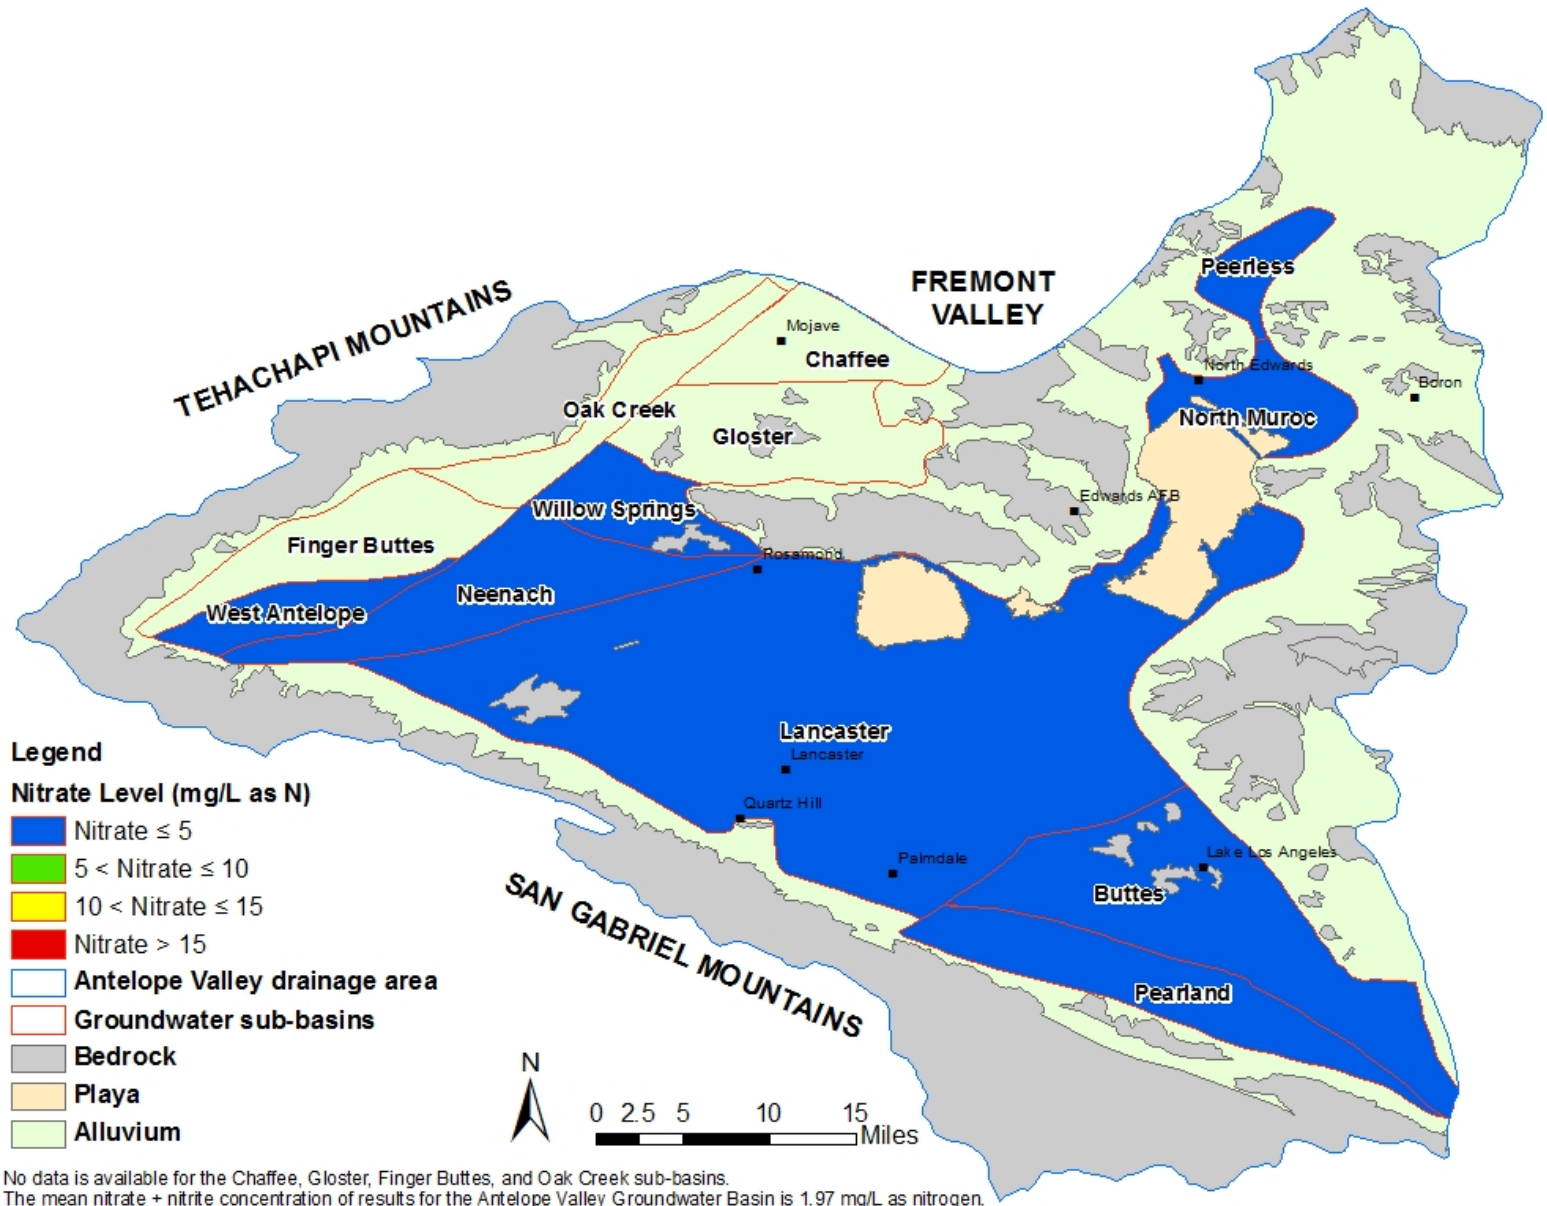 FREMONT
VALLEY
TEHACHAPI MOUNTAINS
Peerless
Mojave
Chaffee
North Edwards
Boron
Oak Creek
North Muroc
Gloster
Edwards AFB
Willow Springs
Finger Buttes
Rosamond
Neenach
West Antelope
Lancaster
Lancaster
Quartz Hill
Palmdale
Lake Los Angeles
Buttes
SAN GABRIEL MOUNTAINS
Pearland
Legend
Nitrate Level (mg/L as N)
Nitrate ≤ 5
5 < Nitrate ≤ 10
10 < Nitrate ≤ 15
Nitrate > 15
Antelope Valley drainage area
Groundwater sub-basins
Bedrock
Playa
Alluvium
N
0 2.5 5 10 15
Miles
No data is available for the Chaffee, Gloster, Finger Buttes, and Oak Creek sub-basins.
The mean nitrate + nitrite concentration of results for the Antelope Valley Groundwater Basin is 1.97 mg/L as nitrogen.